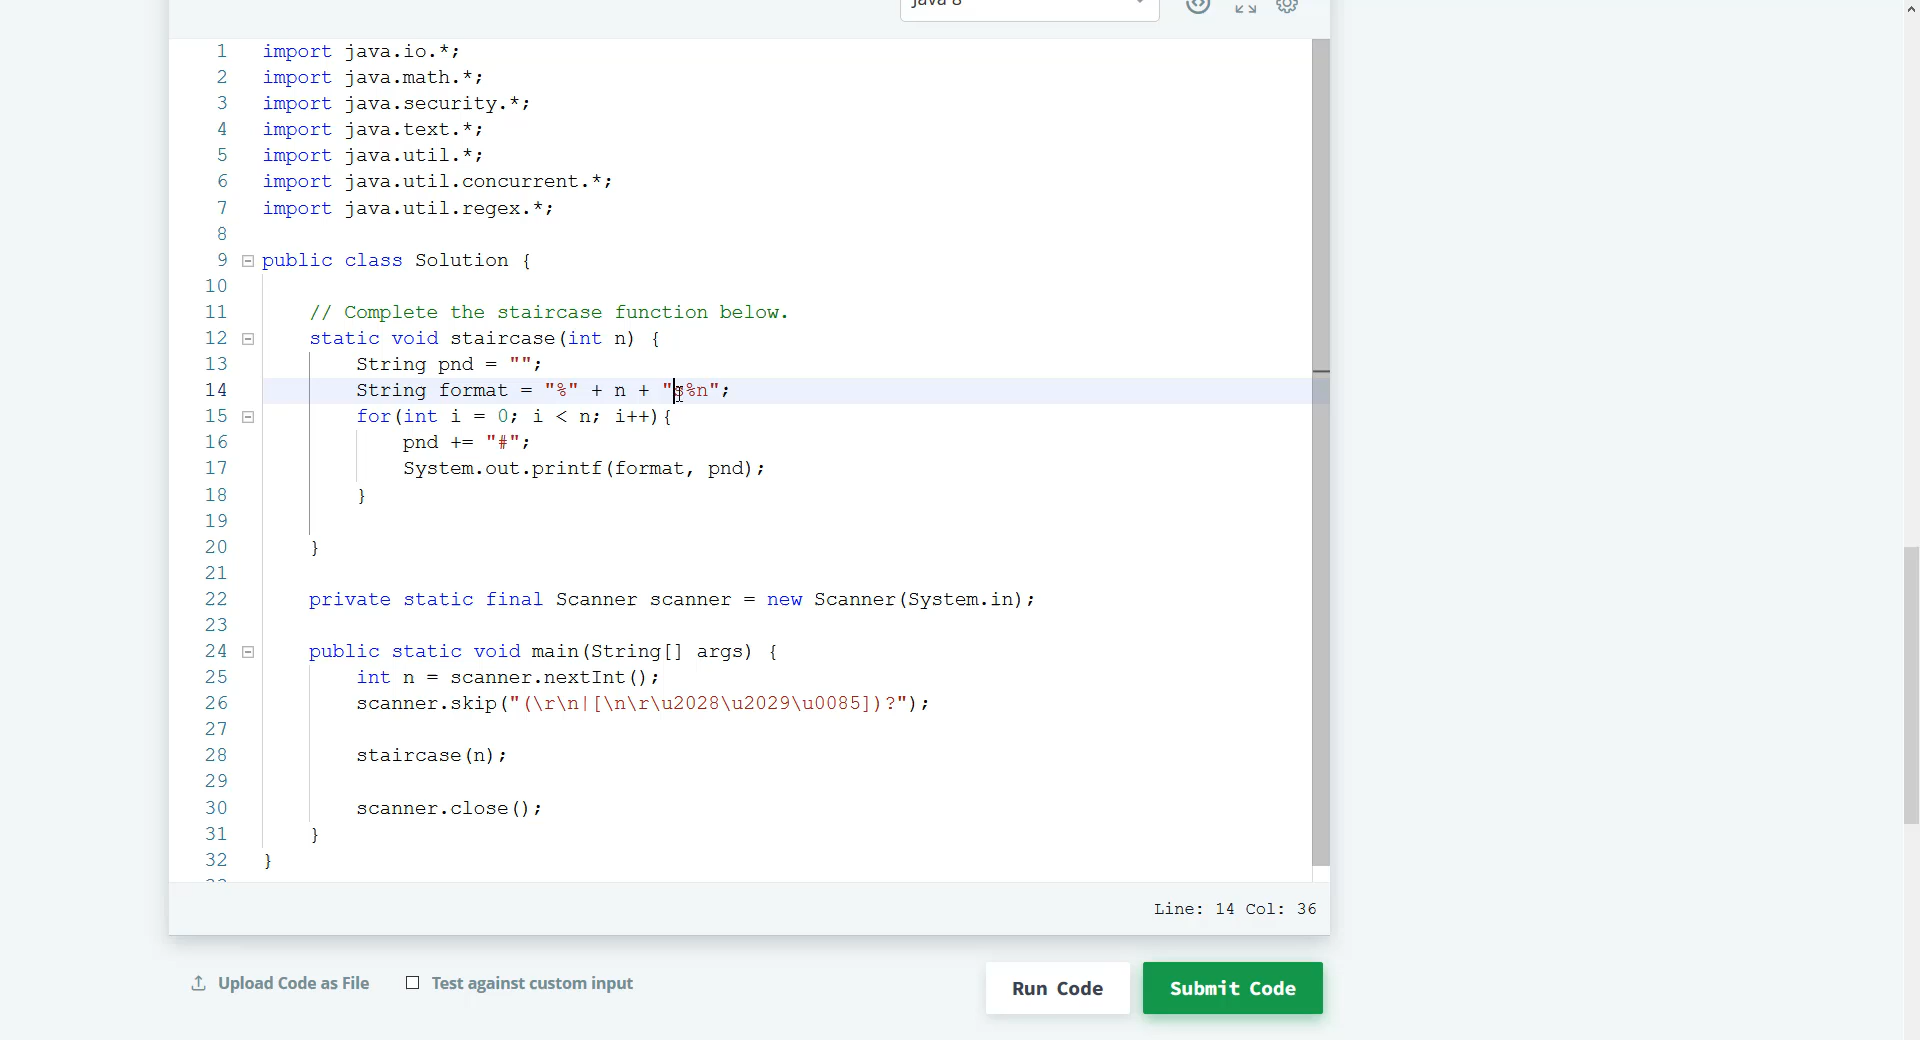 Java 8
1 import java.io.*;
2 import java.math.*;
3 import java.security.*;
4 import java.text.*;
5 import java.util.*;
6 import java.util.concurrent.*;
7 import java.util.regex.*;
8
9 public class Solution {
10
11 // Complete the staircase function below.
12 static void staircase(int n) {
13 String pnd = "";
14 String format = "%" + n + "s%n";
15 for(int i = 0; i < n; i++){
16 pnd += "#";
17 System.out.printf(format, pnd);
18 }
19
20 }
21
22 private static final Scanner scanner = new Scanner(System.in);
23
24 public static void main(String[] args) {
25 int n = scanner.nextInt();
26 scanner.skip("(\r\n|[\n\r\u2028\u2029\u0085])?");
27
28 staircase(n);
29
30 scanner.close();
31 }
32 }
Line: 14 Col: 36
Upload Code as File Test against custom input Run Code Submit Code